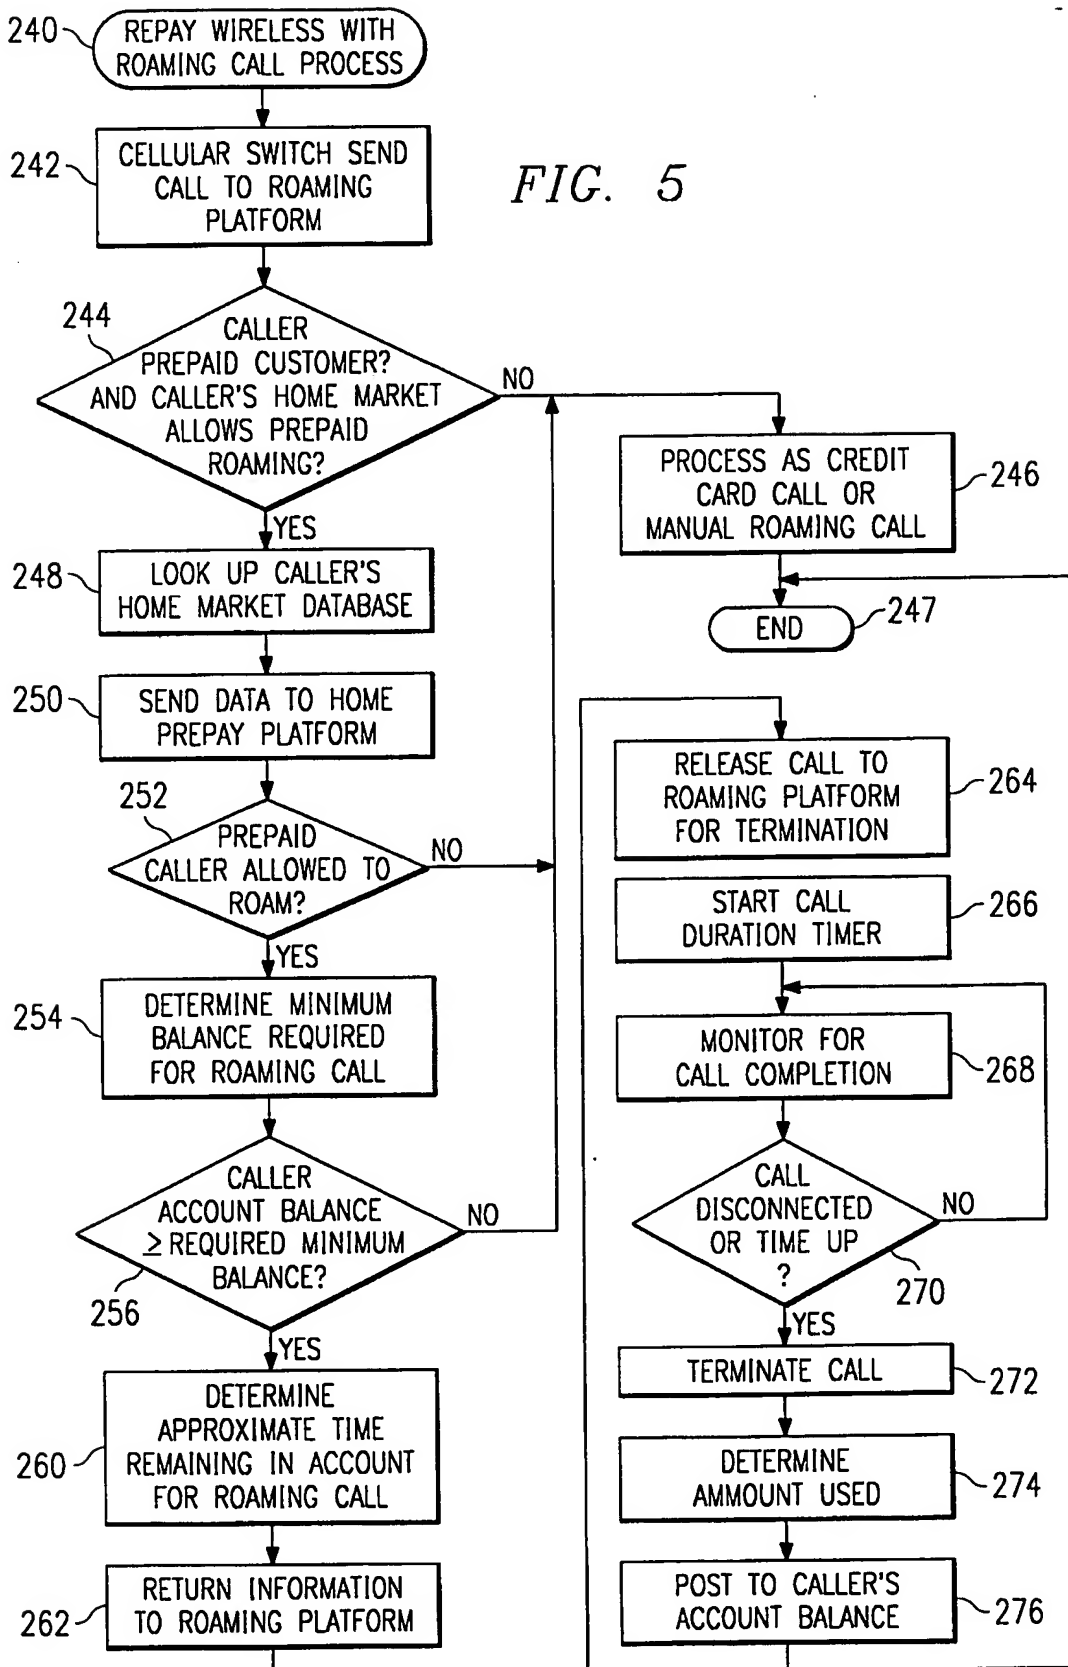 240
REPAY WIRELESS WITH
ROAMING CALL PROCESS
242
CELLULAR SWITCH SEND
CALL TO ROAMING
PLATFORM
FIG. 5
244
CALLER
PREPAID CUSTOMER?
AND CALLER'S HOME MARKET
ALLOWS PREPAID
ROAMING?
NO
YES
PROCESS AS CREDIT
CARD CALL OR
MANUAL ROAMING CALL
246
END
247
248
LOOK UP CALLER'S
HOME MARKET DATABASE
250
SEND DATA TO HOME
PREPAY PLATFORM
252
PREPAID
CALLER ALLOWED TO
ROAM?
NO
YES
254
DETERMINE MINIMUM
BALANCE REQUIRED
FOR ROAMING CALL
CALLER
ACCOUNT BALANCE
≥ REQUIRED MINIMUM
BALANCE?
256
NO
YES
260
DETERMINE
APPROXIMATE TIME
REMAINING IN ACCOUNT
FOR ROAMING CALL
262
RETURN INFORMATION
TO ROAMING PLATFORM
RELEASE CALL TO
ROAMING PLATFORM
FOR TERMINATION
264
START CALL
DURATION TIMER
266
MONITOR FOR
CALL COMPLETION
268
CALL
DISCONNECTED
OR TIME UP
?
NO
270
YES
TERMINATE CALL
272
DETERMINE
AMMOUNT USED
274
POST TO CALLER'S
ACCOUNT BALANCE
276